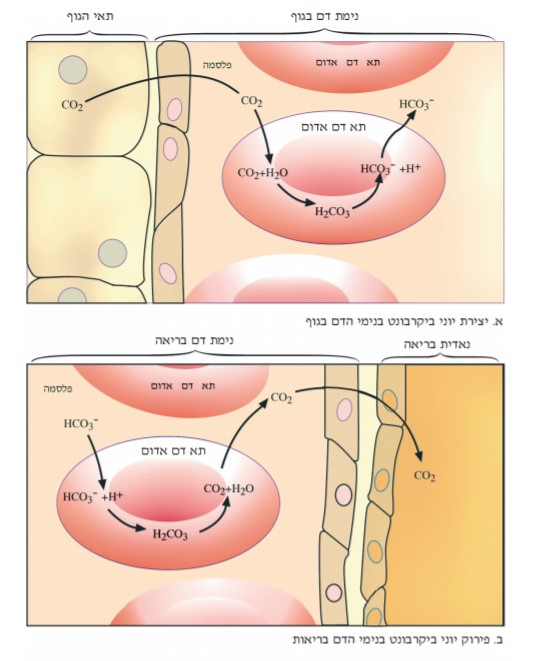 נימת דם בגוף
תאי הגוף
פלסמה
תא דם אדום
CO₂
CO₂
HCO₃⁻
תא דם אדום
CO₂+H₂O
HCO₃⁻ +H⁺
H₂CO₃
א. יצירת יוני ביקרבונט בנימי הדם בגוף
נאדית בריאה
נימת דם בריאה
פלסמה
תא דם אדום
CO₂
HCO₃⁻
תא דם אדום
HCO₃⁻ +H⁺
CO₂+H₂O
H₂CO₃
CO₂
ב. פירוק יוני ביקרבונט בנימי הדם בריאות